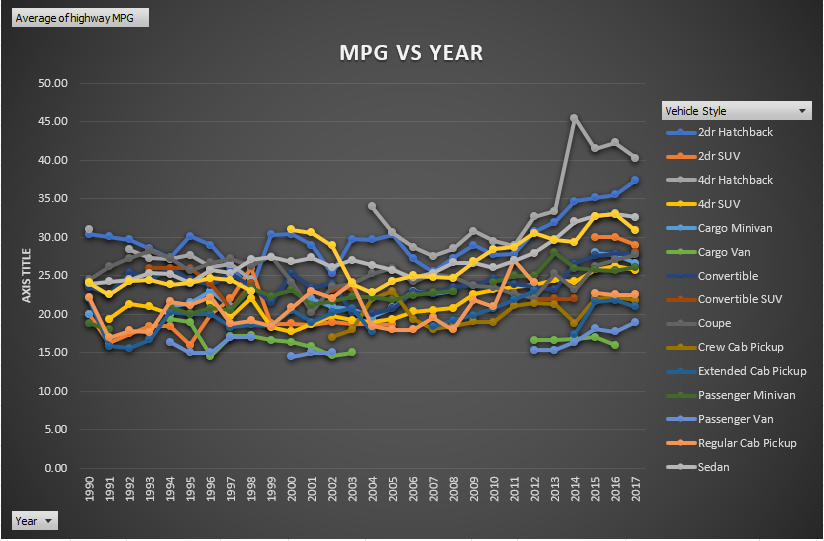 Average of highway MPG
MPG VS YEAR
50.00
45.00
40.00
35.00
30.00
25.00
20.00
15.00
10.00
5.00
0.00
AXIS TITLE
1990
1991
1992
1993
1994
1995
1996
1997
1998
1999
2000
2001
2002
2003
2004
2005
2006
2007
2008
2009
2010
2011
2012
2013
2014
2015
2016
2017
Vehicle Style
2dr Hatchback
2dr SUV
4dr Hatchback
4dr SUV
Cargo Minivan
Cargo Van
Convertible
Convertible SUV
Coupe
Crew Cab Pickup
Extended Cab Pickup
Passenger Minivan
Passenger Van
Regular Cab Pickup
Sedan
Year